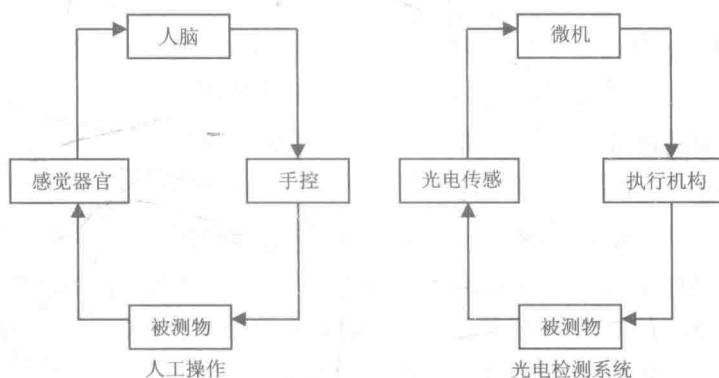 人脑
微机
感觉器官
手控
光电传感
执行机构
被测物
被测物
人工操作
光电检测系统